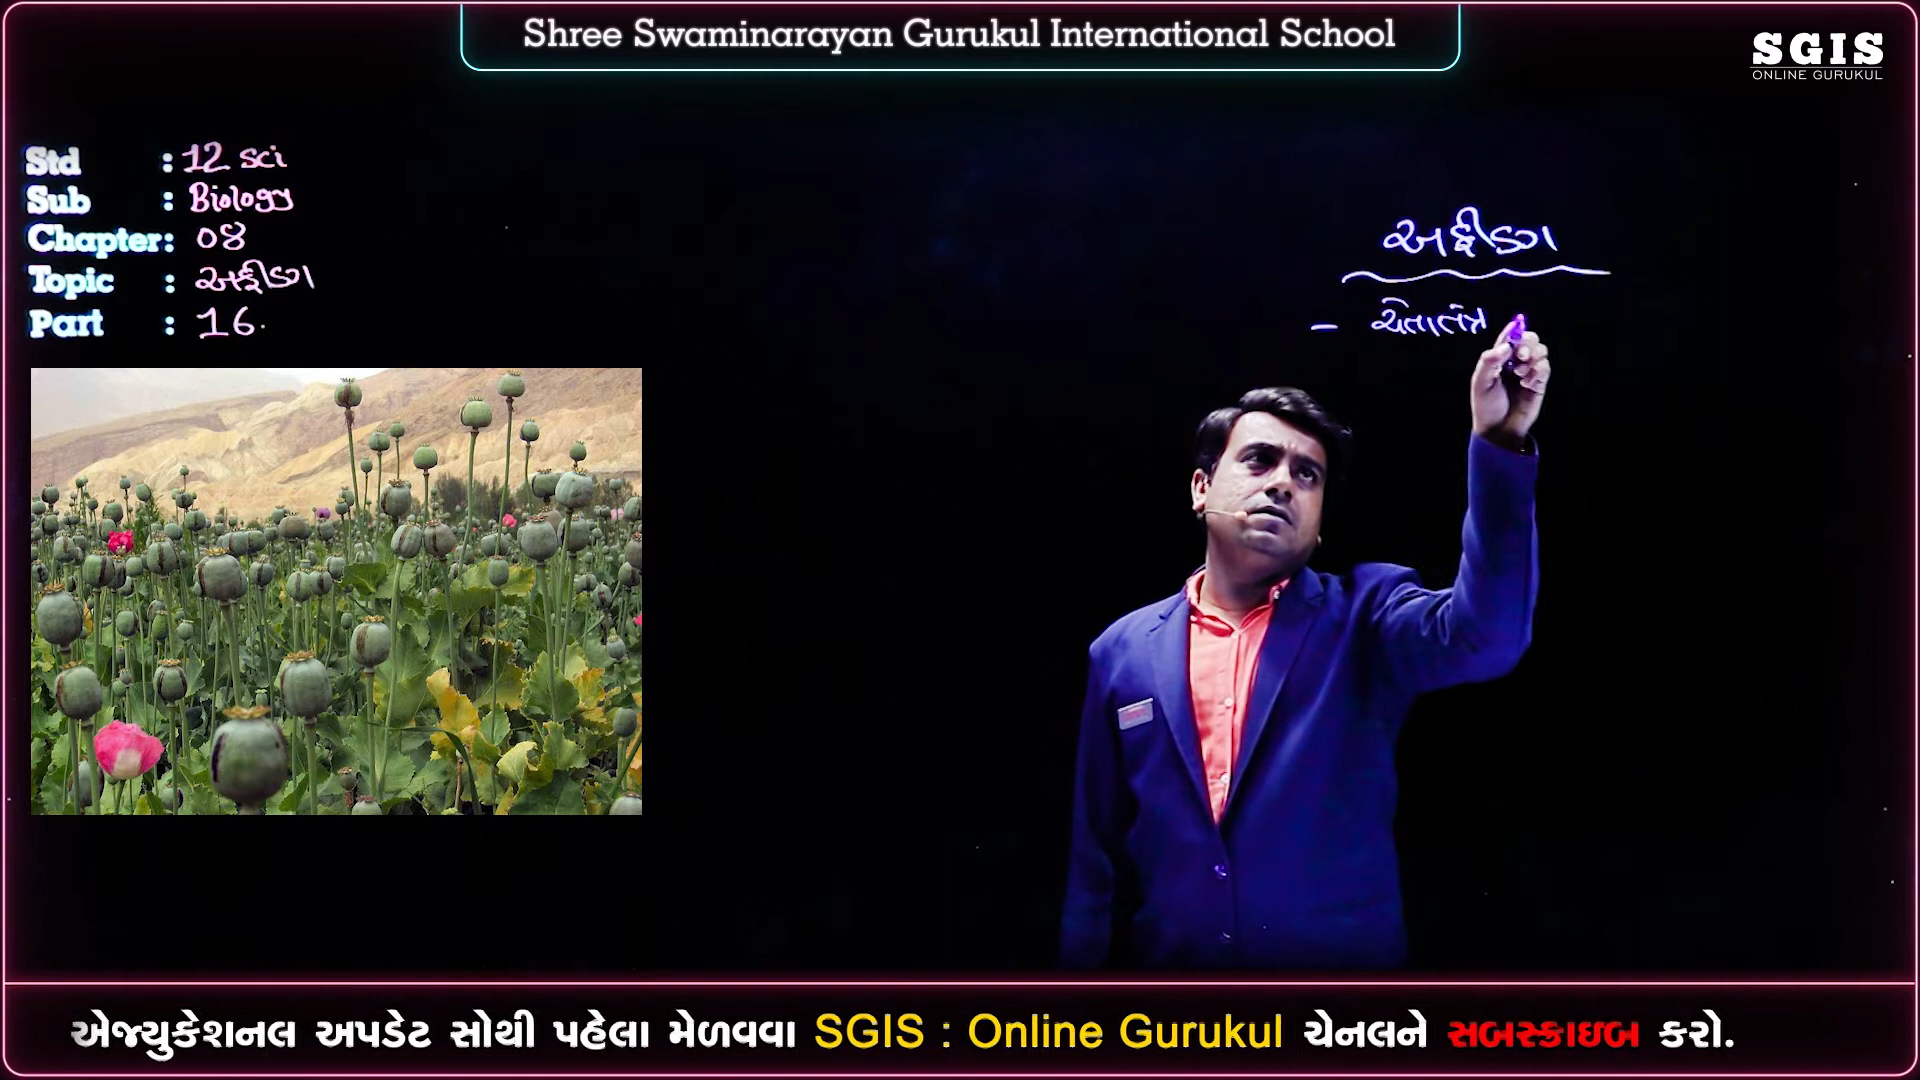 Shree Swaminarayan Gurukul International School
SGIS
ONLINE GURUKUL
Std : 12 sci
Sub : Biology
Chapter: 08
Topic : અફીણ
Part : 16.
અફીણ
– ચેતાતંત્ર
એજ્યુકેશનલ અપડેટ સોથી પહેલા મેળવવા SGIS : Online Gurukul ચેનલને સબસ્ક્રાઇબ કરો.